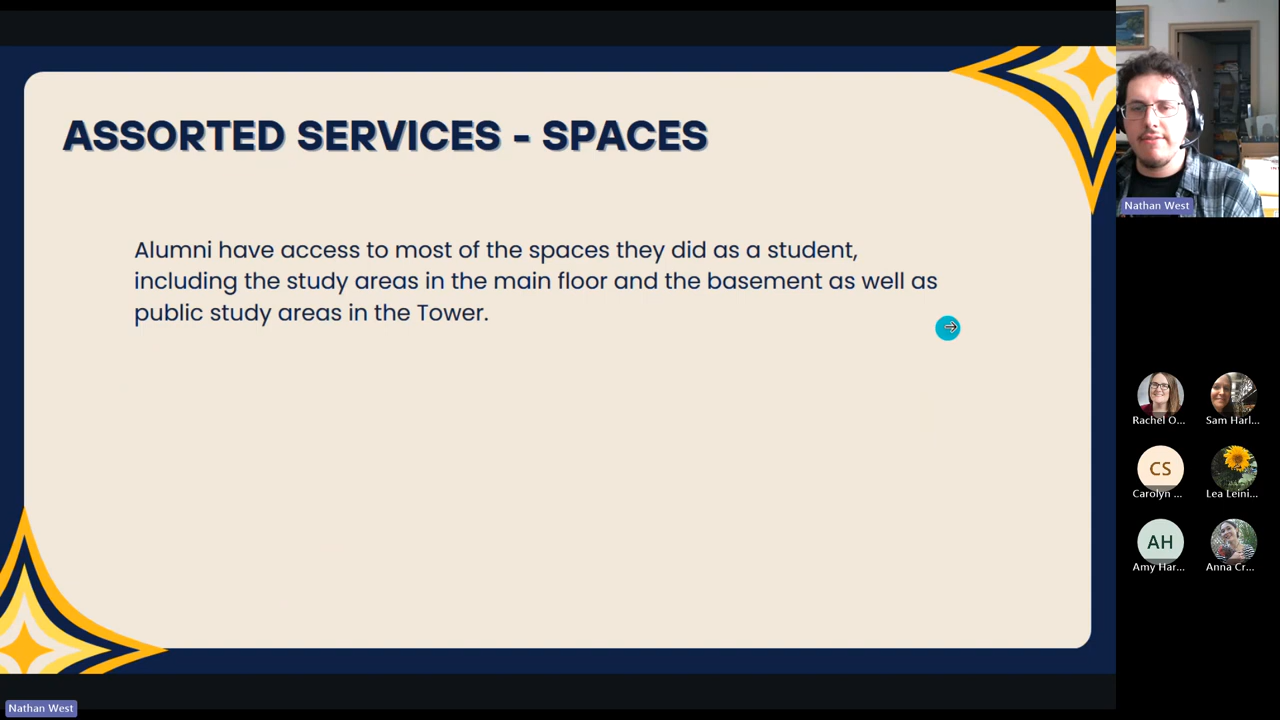 ASSORTED SERVICES - SPACES
Alumni have access to most of the spaces they did as a student,
including the study areas in the main floor and the basement as well as
public study areas in the Tower.
Nathan West
Rachel O...
Sam Harl...
CS
Carolyn ...
Lea Leini...
AH
Amy Har...
Anna Cr...
Nathan West